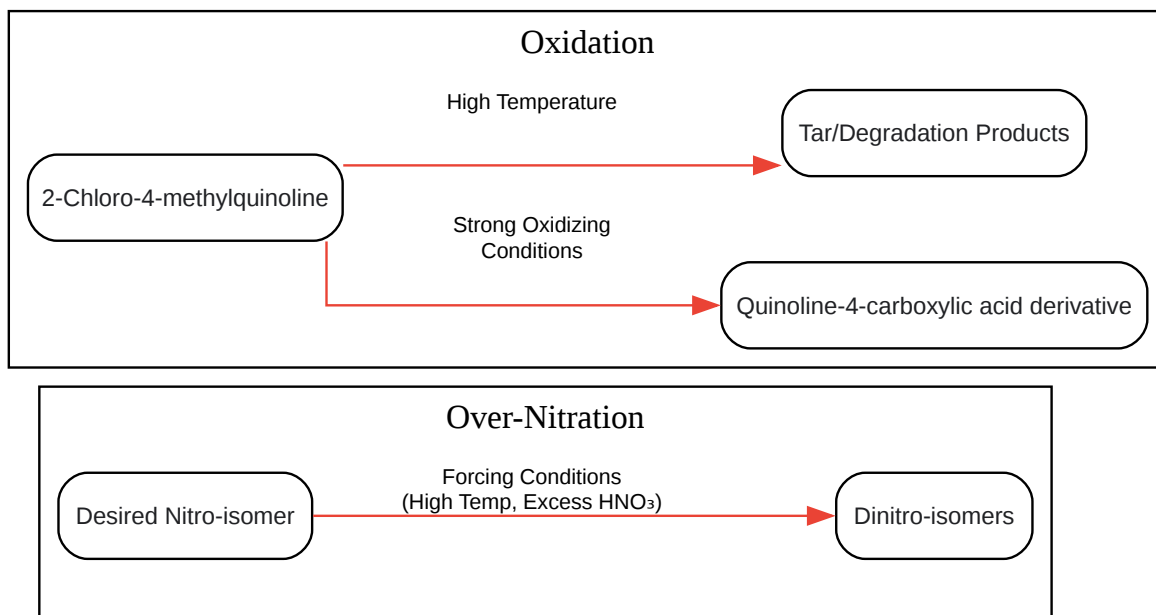 Oxidation
High Temperature
Tar/Degradation Products
2-Chloro-4-methylquinoline
Strong Oxidizing
Conditions
Quinoline-4-carboxylic acid derivative
Over-Nitration
Forcing Conditions
(High Temp, Excess HNO₃)
Desired Nitro-isomer
Dinitro-isomers